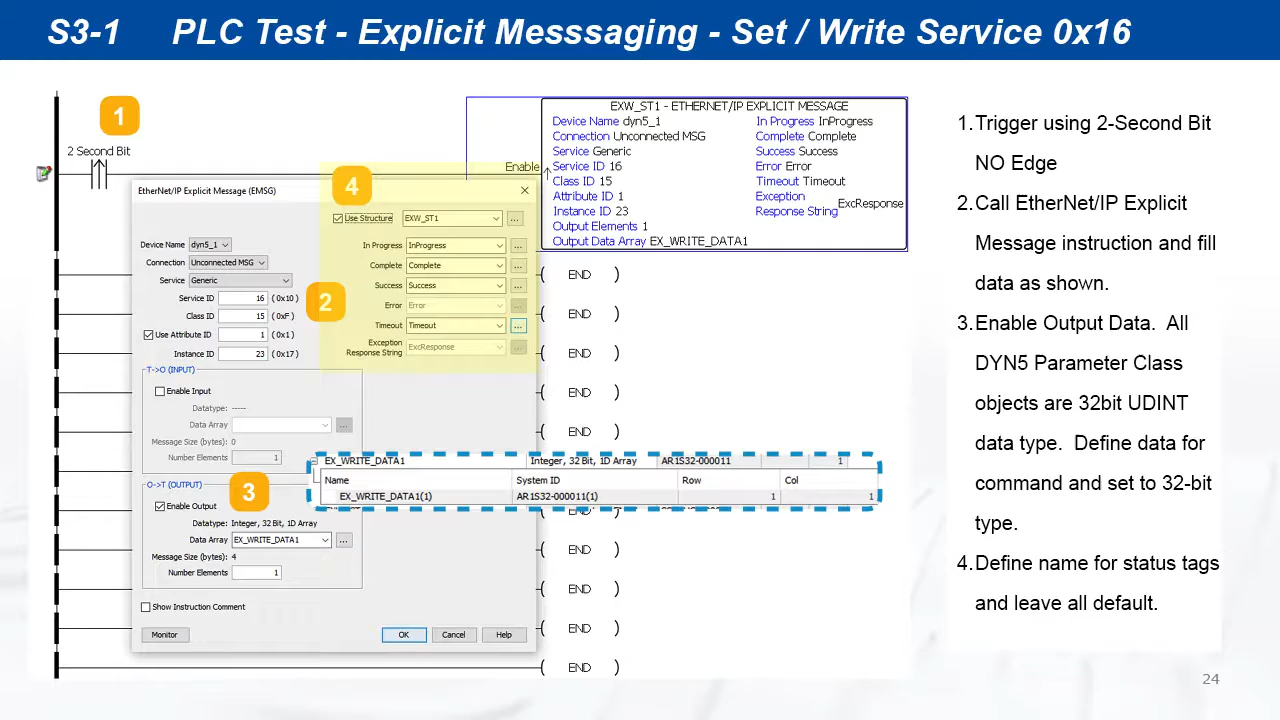 S3-1 PLC Test - Explicit Messsaging - Set / Write Service 0x16
1
2 Second Bit
Enable
EXW_ST1 - ETHERNET/IP EXPLICIT MESSAGE
Device Name dyn5_1
Connection Unconnected MSG
Service Generic
Service ID 16
Class ID 15
Attribute ID 1
Instance ID 23
Output Elements 1
Output Data Array EX_WRITE_DATA1
In Progress InProgress
Complete Complete
Success Success
Error Error
Timeout Timeout
Exception
Response String ExcResponse
EtherNet/IP Explicit Message (EMSG)
4
Use Structure EXW_ST1 ...
Device Name dyn5_1
Connection Unconnected MSG
Service Generic
Service ID 16 (0x10)
Class ID 15 (0xF)
Use Attribute ID 1 (0x1)
Instance ID 23 (0x17)
2
In Progress InProgress ...
Complete Complete ...
Success Success ...
Error Error ...
Timeout Timeout ...
Exception
Response String ExcResponse ...
T->O (INPUT)
Enable Input
Datatype: -----
Data Array ...
Message Size (bytes): 0
Number Elements 1
3
O->T (OUTPUT)
Enable Output
Datatype: Integer, 32 Bit, 1D Array
Data Array EX_WRITE_DATA1 ...
Message Size (bytes): 4
Number Elements 1
Show Instruction Comment
Monitor OK Cancel Help
EX_WRITE_DATA1 Integer, 32 Bit, 1D Array AR1S32-000011 1
Name System ID Row Col
EX_WRITE_DATA1(1) AR1S32-000011(1) 1 1
( END )
( END )
( END )
( END )
( END )
( END )
( END )
( END )
( END )
( END )
1.Trigger using 2-Second Bit
NO Edge
2.Call EtherNet/IP Explicit
Message instruction and fill
data as shown.
3.Enable Output Data. All
DYN5 Parameter Class
objects are 32bit UDINT
data type. Define data for
command and set to 32-bit
type.
4.Define name for status tags
and leave all default.
24